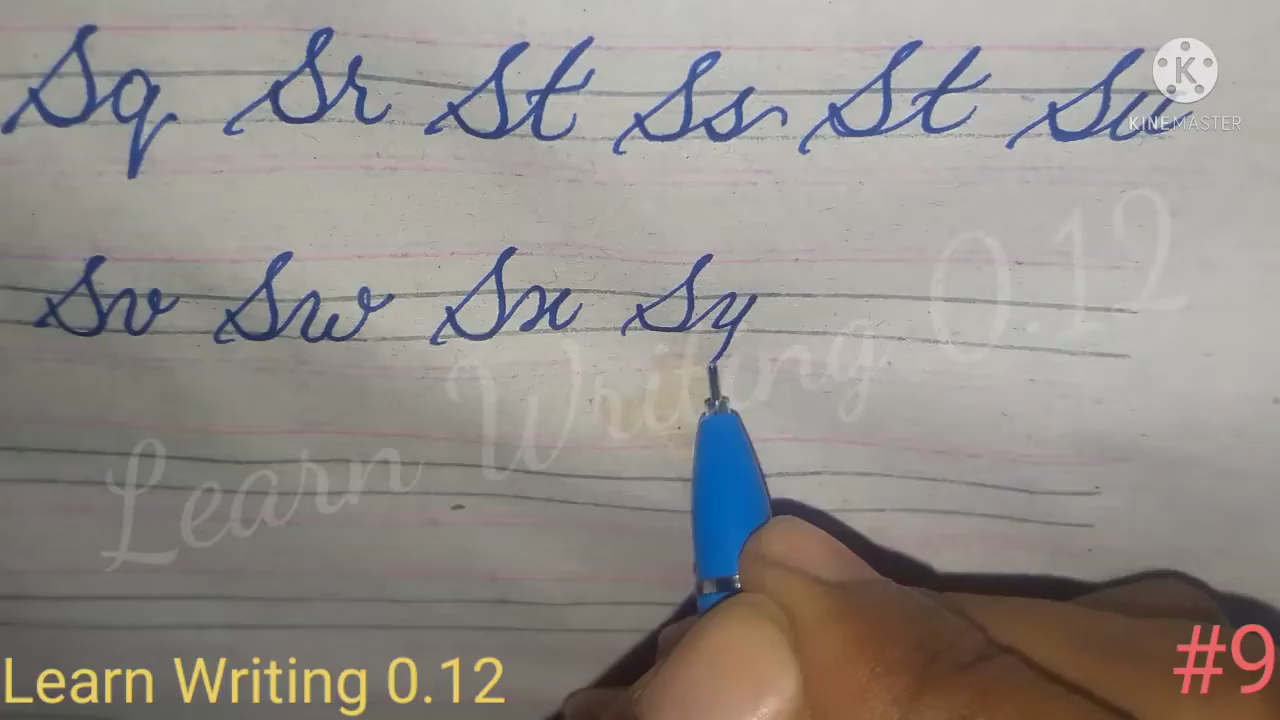 Sq Sr St Ss St Su
K
KINEMASTER
Sv Sw Sx Sy
Learn Writing 0.12
Learn Writing 0.12
#9